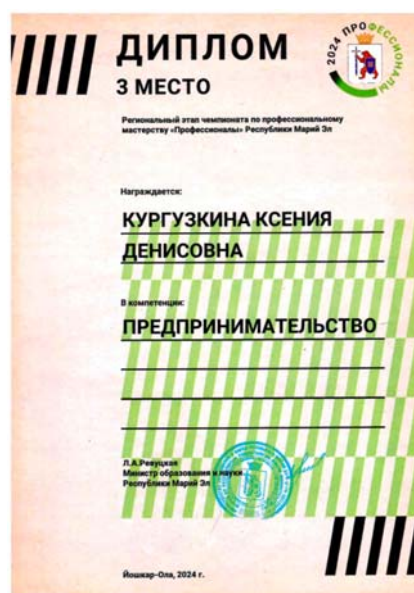 ДИПЛОМ
3 МЕСТО
2024 ПРОФЕССИОНАЛЫ
Региональный этап чемпионата по профессиональному
мастерству «Профессионалы» Республики Марий Эл
Награждается:
КУРГУЗКИНА КСЕНИЯ
ДЕНИСОВНА
В компетенции:
ПРЕДПРИНИМАТЕЛЬСТВО
Л.А.Ревуцкая
Министр образования и науки
Республики Марий Эл
Йошкар-Ола, 2024 г.